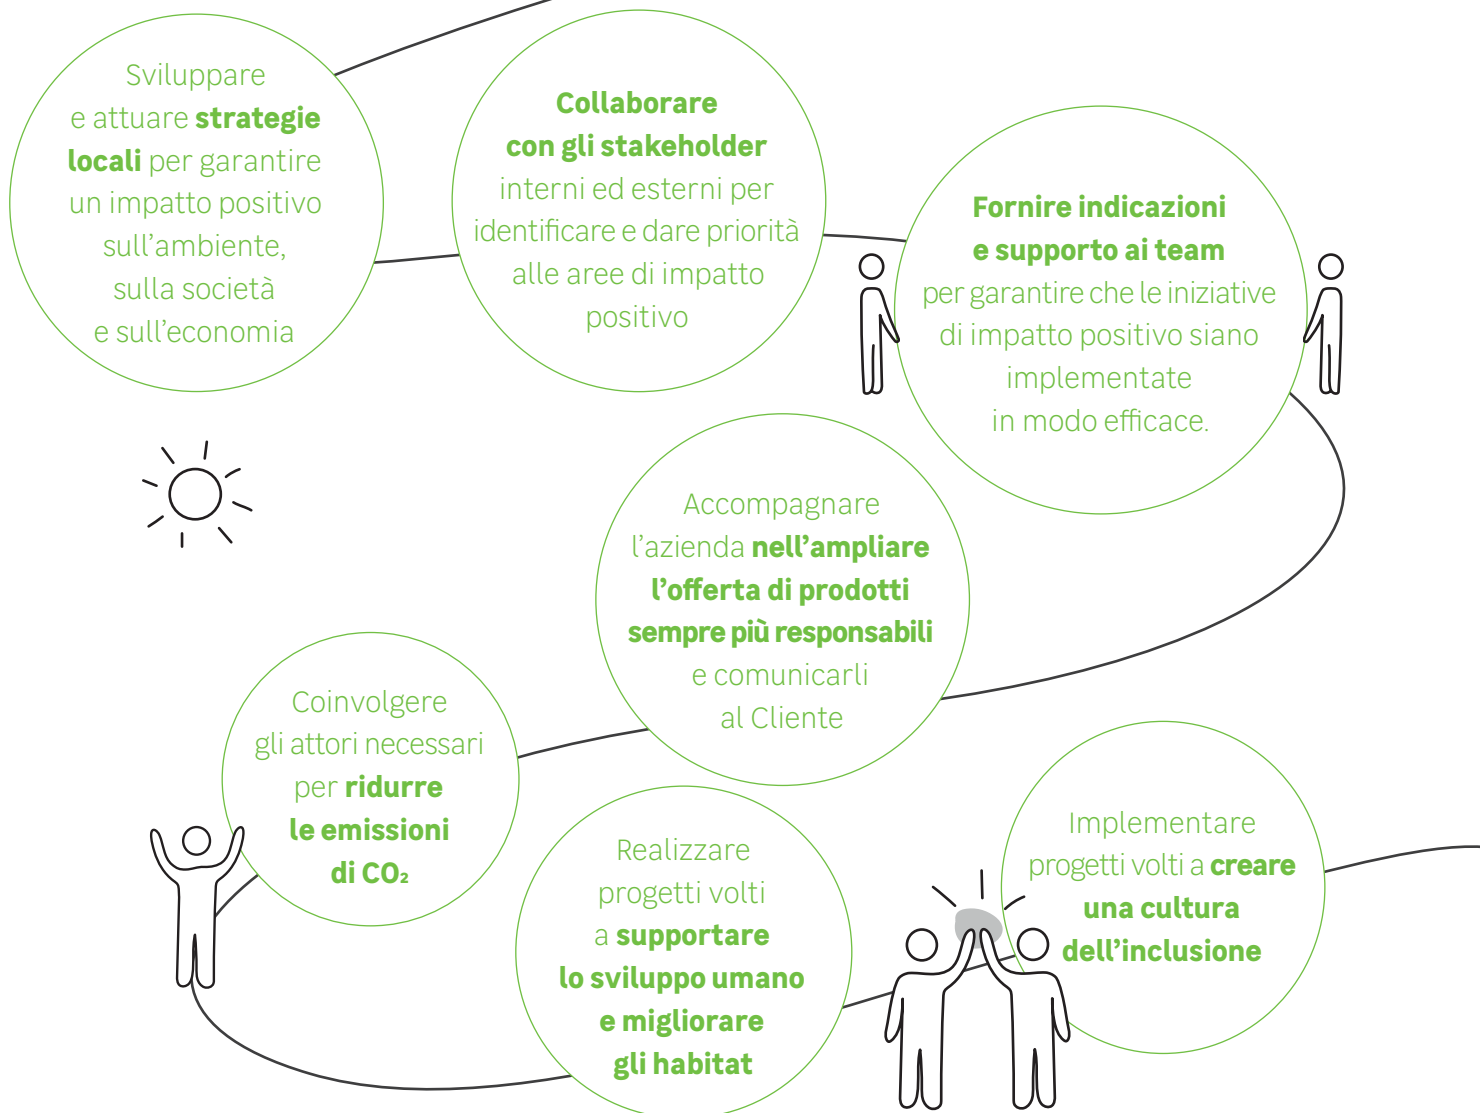 Sviluppare
e attuare strategie
locali per garantire
un impatto positivo
sull'ambiente,
sulla società
e sull'economia
Collaborare
con gli stakeholder
interni ed esterni per
identificare e dare priorità
alle aree di impatto
positivo
Fornire indicazioni
e supporto ai team
per garantire che le iniziative
di impatto positivo siano
implementate
in modo efficace.
Accompagnare
l'azienda nell'ampliare
l'offerta di prodotti
sempre più responsabili
e comunicarli
al Cliente
Coinvolgere
gli attori necessari
per ridurre
le emissioni
di CO₂
Realizzare
progetti volti
a supportare
lo sviluppo umano
e migliorare
gli habitat
Implementare
progetti volti a creare
una cultura
dell'inclusione